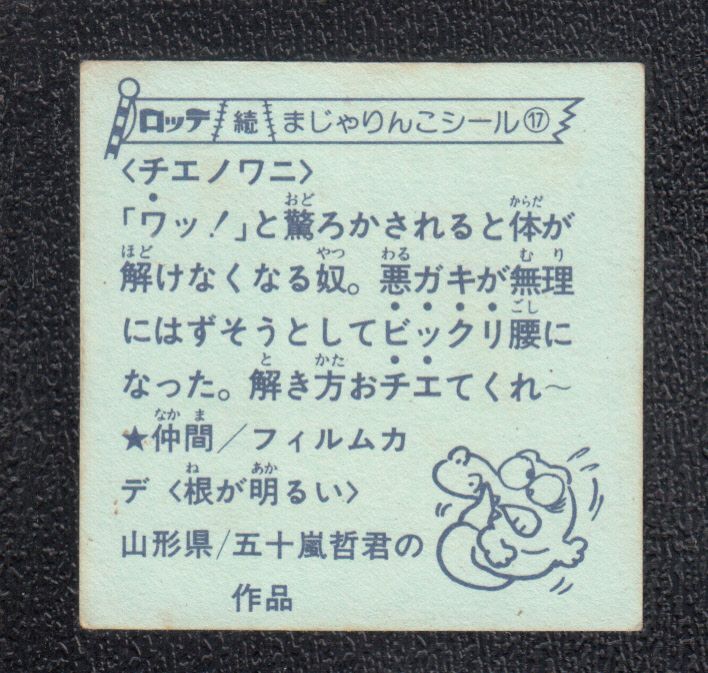 ロッテ 続 まじゃりんこシール⑰
〈チエノワニ〉
「ワッ!」と驚ろかされると体が
解けなくなる奴。悪ガキが無理
にはずそうとしてビックリ腰に
なった。解き方おチエてくれ〜
★仲間/フィルムカ
デ〈根が明るい〉
山形県/五十嵐哲君の
作品